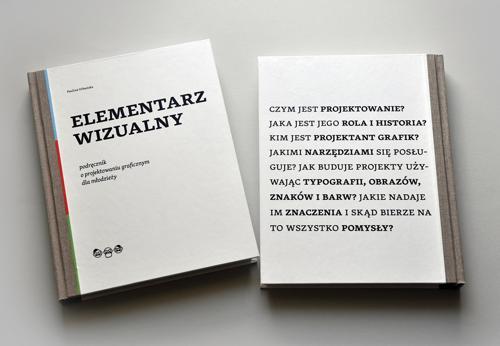 ELEMENTARZ
WIZUALNY
podręcznik
o projektowaniu graficznym
dla młodzieży
CZYM JEST PROJEKTOWANIE?
JAKA JEST JEGO ROLA I HISTORIA?
KIM JEST PROJEKTANT GRAFIK?
JAKIMI NARZĘDZIAMI SIĘ POSŁU-
GUJE? JAK BUDUJE PROJEKTY UŻY-
WAJĄC TYPOGRAFII, OBRAZÓW,
ZNAKÓW I BARW? JAKIE NADAJE
IM ZNACZENIA I SKĄD BIERZE NA
TO WSZYSTKO POMYSŁY?